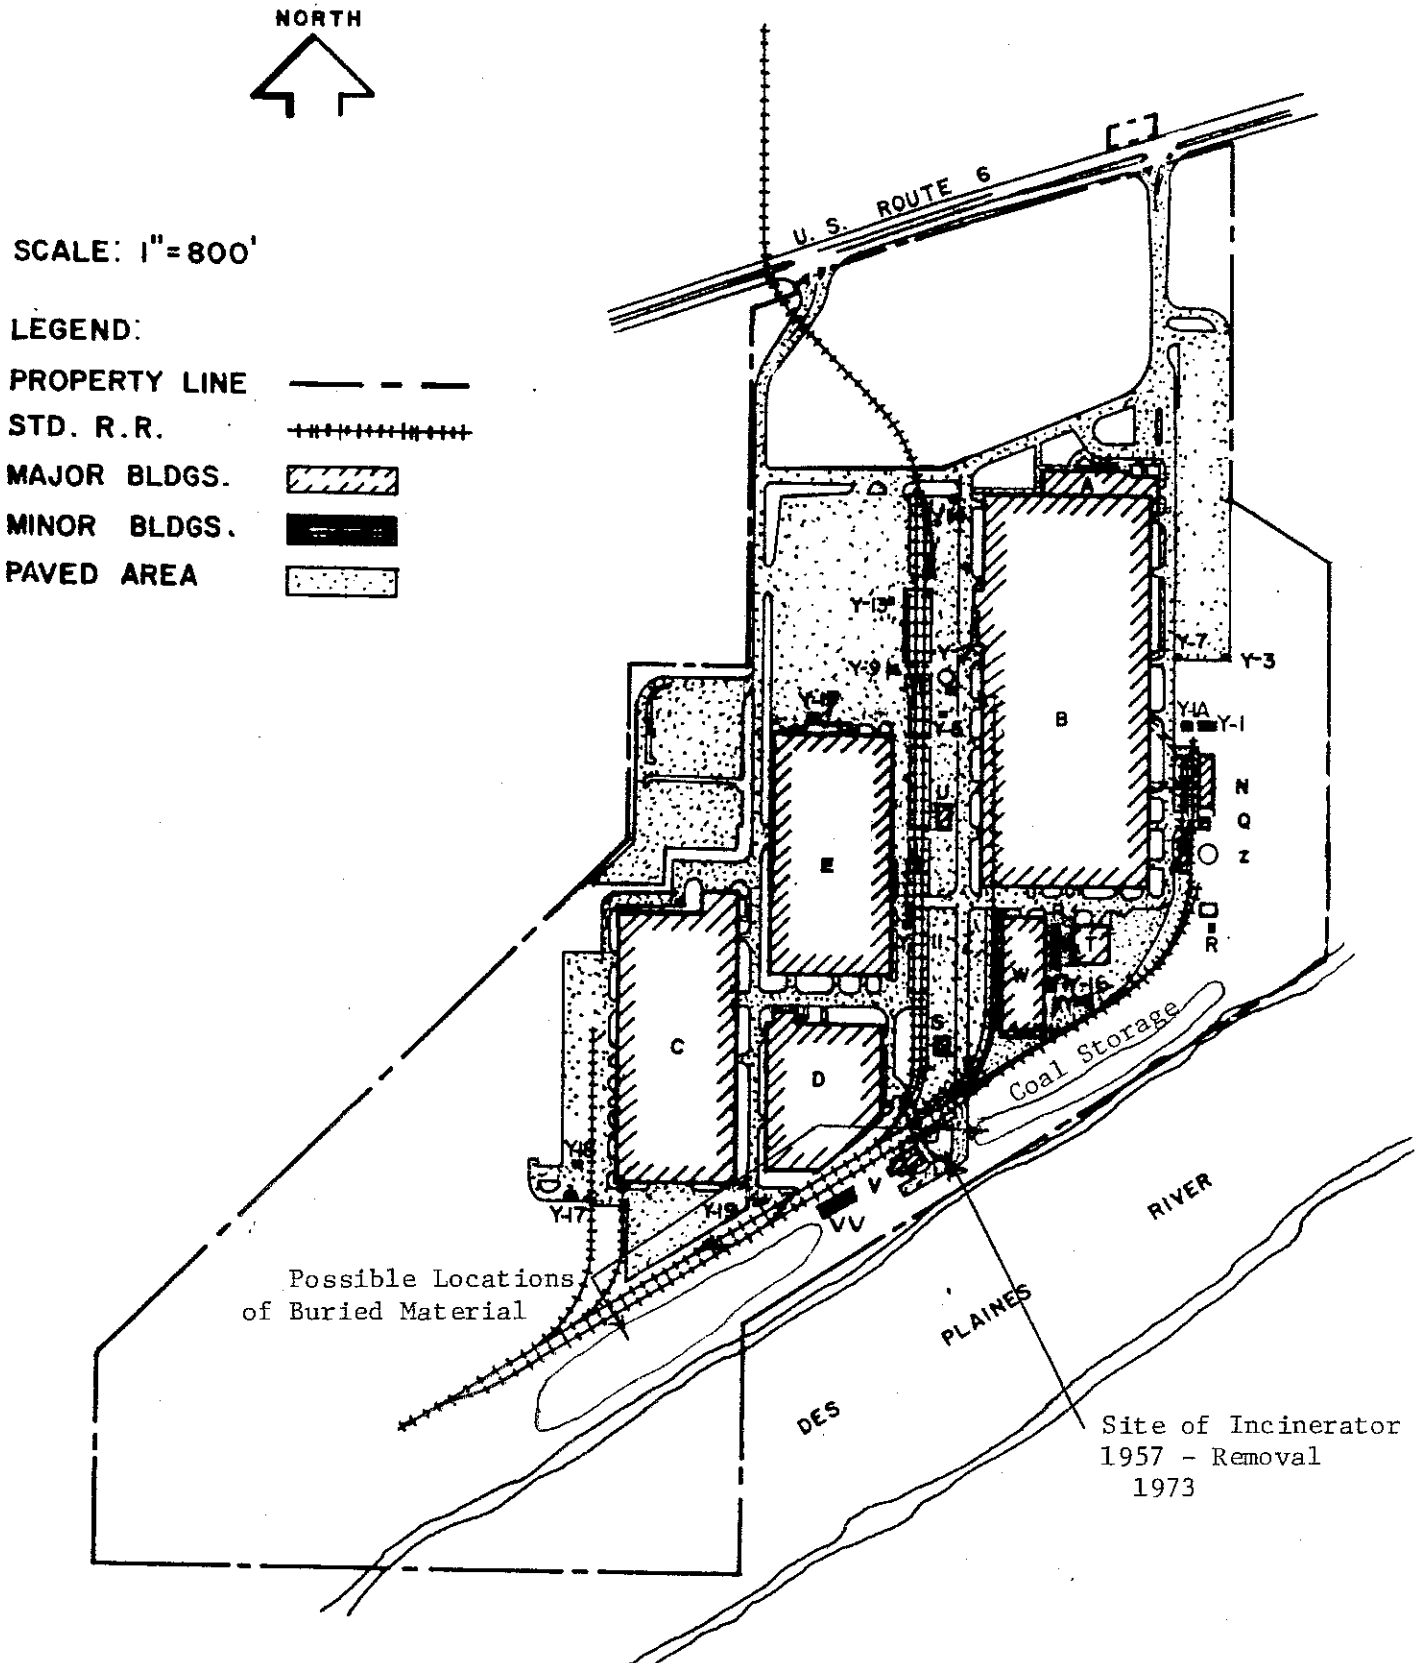 NORTH
SCALE: 1"=800'
LEGEND:
PROPERTY LINE
STD. R.R.
MAJOR BLDGS.
MINOR BLDGS.
PAVED AREA
U. S. ROUTE 6
A
Y-13
Y-7
Y-3
Y-9
B
Y-1A
Y-1
U
N
Q
Z
E
R
T
W
Y-16
S
C
D
Coal Storage
Y-18
Y-17
Y-19
V
VV
RIVER
PLAINES
DES
Possible Locations
of Buried Material
Site of Incinerator
1957 - Removal
1973